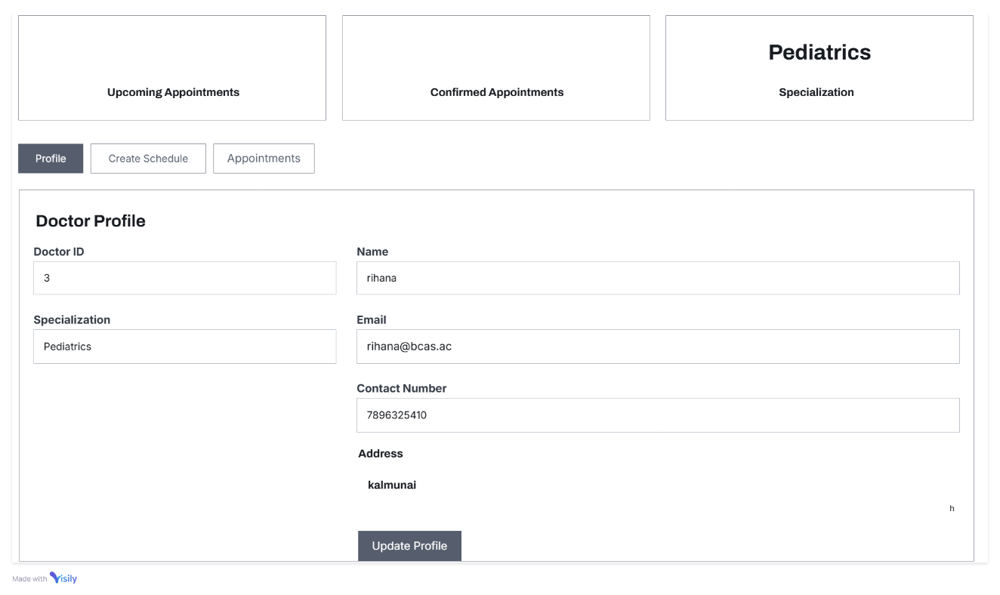 Pediatrics
Upcoming Appointments
Confirmed Appointments
Specialization
Profile
Create Schedule
Appointments
Doctor Profile
Doctor ID
Name
3
rihana
Specialization
Email
Pediatrics
rihana@bcas.ac
Contact Number
7896325410
Address
kalmunai
h
Update Profile
Made with Visily